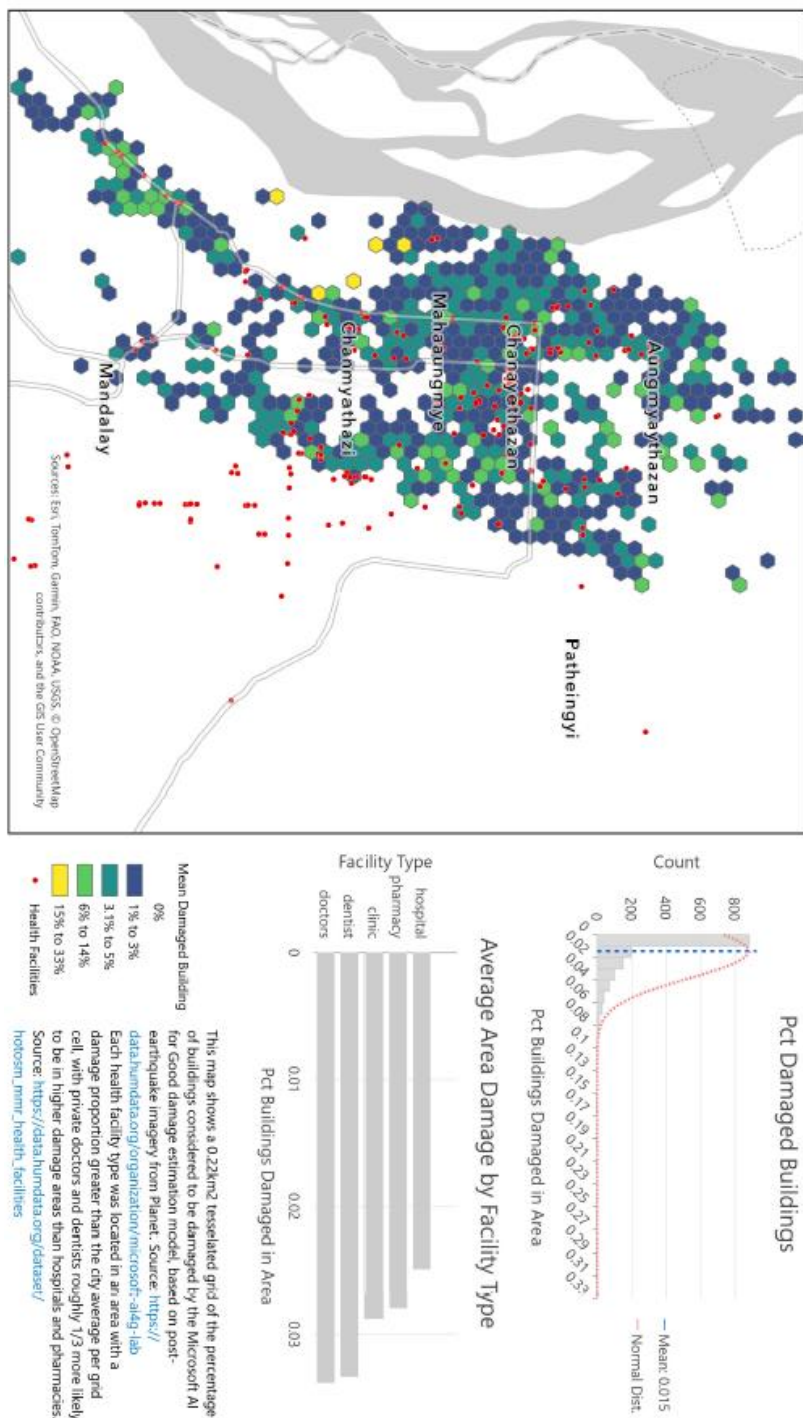 Aungmyaythazan
Patheingyi
Chanayethazan
Mahaaungmye
Chanmyathazi
Mandalay
Sources: Esri, TomTom, Garmin, FAO, NOAA, USGS, © OpenStreetMap
contributors, and the GIS User Community
Pct Damaged Buildings
Count
800
600
400
200
0
0
0.02
0.04
0.06
0.08
0.1
0.13
0.15
0.17
0.19
0.21
0.23
0.25
0.27
0.29
0.31
0.33
Pct Buildings Damaged in Area
Mean: 0.015
Normal Dist.
Average Area Damage by Facility Type
Facility Type
hospital
pharmacy
clinic
dentist
doctors
0
0.01
0.02
0.03
Pct Buildings Damaged in Area
Mean Damaged Building
0%
1% to 3%
3.1% to 5%
6% to 14%
15% to 33%
Health Facilities
This map shows a 0.22km2 tesselated grid of the percentage
of buildings considered to be damaged by the Microsoft AI
for Good damage estimation model, based on post-
earthquake imagery from Planet. Source: https://
data.humdata.org/organization/microsoft-ai4g-lab
Each health facility type was located in an area with a
damage proportion greater than the city average per grid
cell, with private doctors and dentists roughly 1/3 more likely
to be in higher damage areas than hospitals and pharmacies.
Source: https://data.humdata.org/dataset/
hotosm_mmr_health_facilities